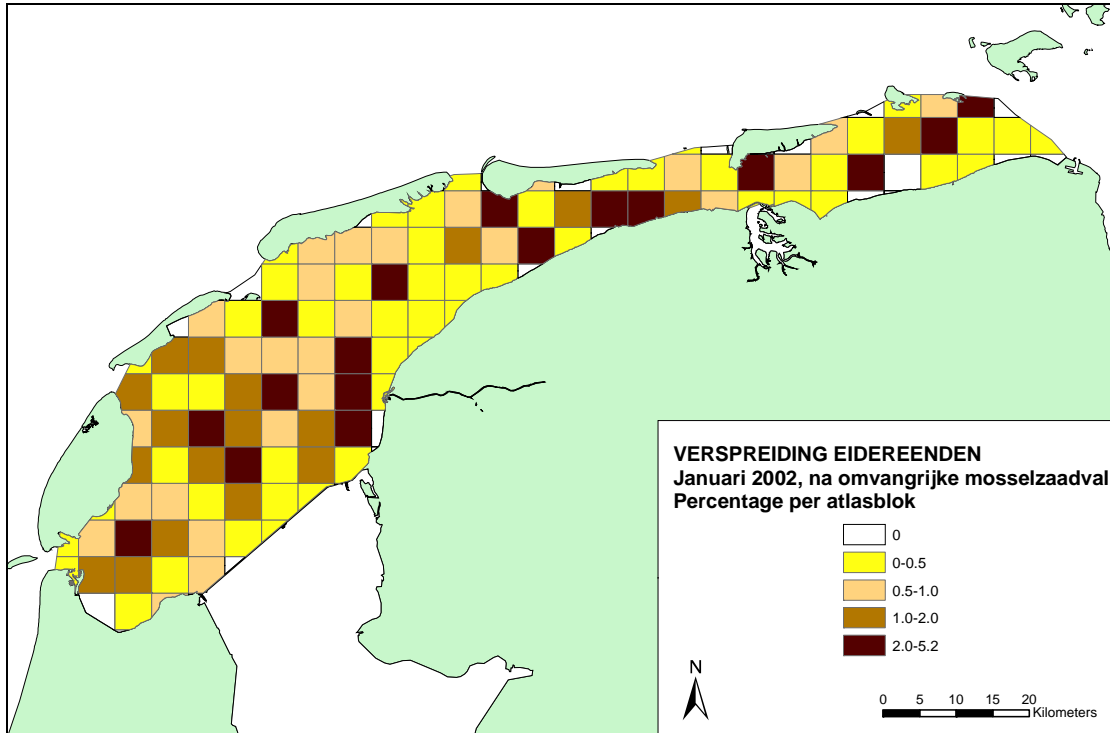 VERSPREIDING EIDEREENDEN
Januari 2002, na omvangrijke mosselzaadval
Percentage per atlasblok
0
0-0.5
0.5-1.0
1.0-2.0
2.0-5.2
N
0 5 10 15 20
Kilometers